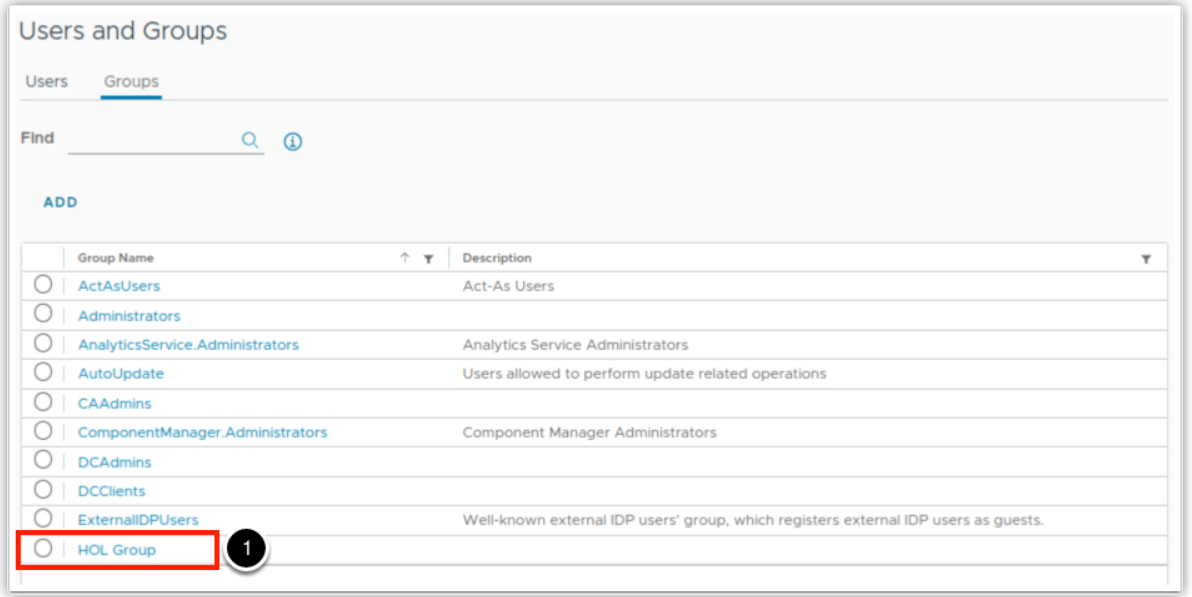 Users and Groups
Users Groups
Find
ADD
Group Name Description
ActAsUsers Act-As Users
Administrators
AnalyticsService.Administrators Analytics Service Administrators
AutoUpdate Users allowed to perform update related operations
CAAdmins
ComponentManager.Administrators Component Manager Administrators
DCAdmins
DCClients
ExternalIDPUsers Well-known external IDP users' group, which registers external IDP users as guests.
HOL Group 1